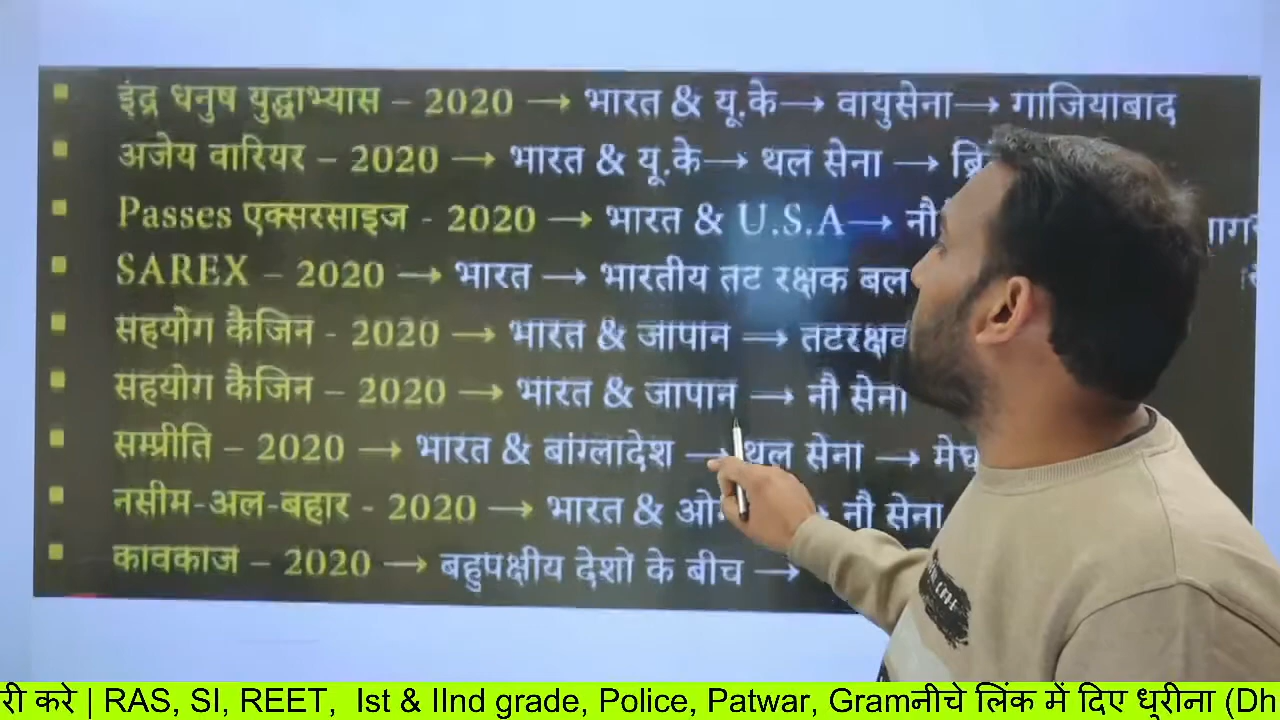 इंद्र धनुष युद्धाभ्यास – 2020 → भारत & यू.के→ वायुसेना→ गाजियाबाद
अजेय वारियर – 2020 → भारत & यू.के→ थल सेना →
Passes एक्सरसाइज - 2020 → भारत & U.S.A→
SAREX – 2020 → भारत → भारतीय तट रक्षक बल
सहयोग कैजिन - 2020 → भारत & जापान →
सहयोग कैजिन – 2020 → भारत & जापान → नौ सेना
सम्प्रीति – 2020 → भारत & बांग्लादेश → थल सेना →
नसीम-अल-बहार - 2020 → भारत & नौ सेना
कावकाज – 2020 → बहुपक्षीय देशों के बीच →
री करे | RAS, SI, REET, Ist & IInd grade, Police, Patwar, Gramनीचे लिंक में दिए धुरीना (Dh